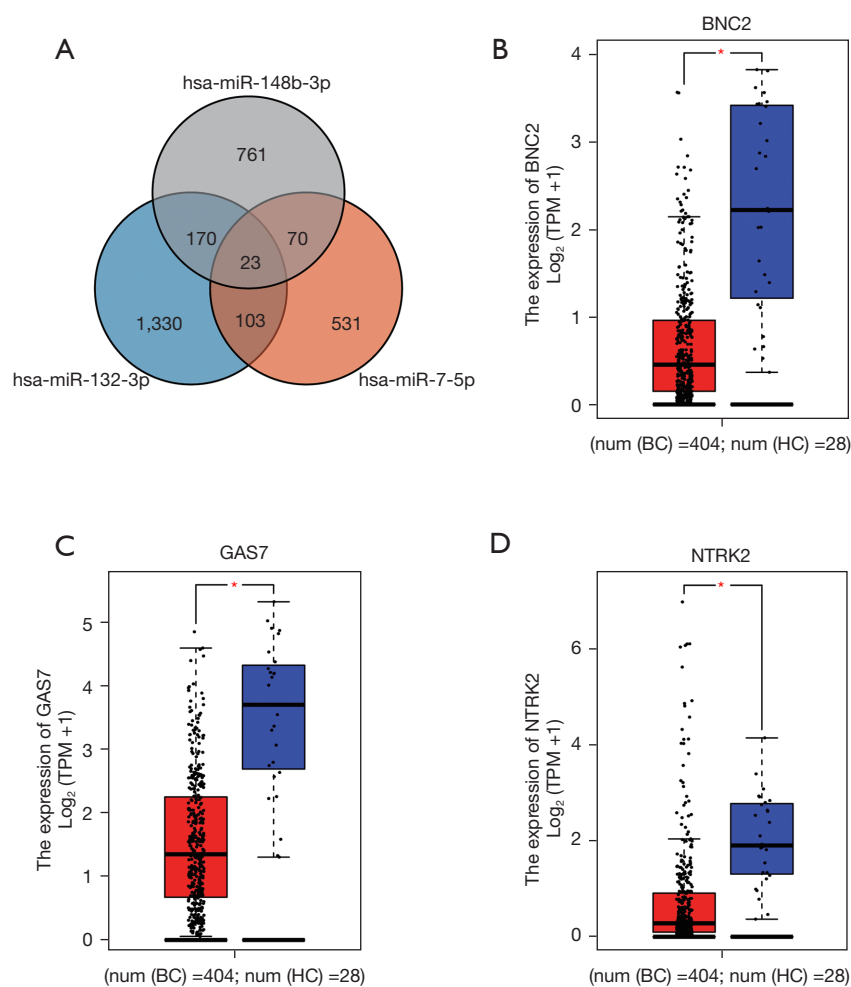 A
hsa-miR-148b-3p
761
170
70
23
1,330
103
531
hsa-miR-132-3p
hsa-miR-7-5p
B
BNC2
*
The expression of BNC2
Log₂ (TPM +1)
4
3
2
1
0
(num (BC) =404; num (HC) =28)
C
GAS7
*
The expression of GAS7
Log₂ (TPM +1)
5
4
3
2
1
0
(num (BC) =404; num (HC) =28)
D
NTRK2
*
The expression of NTRK2
Log₂ (TPM +1)
6
4
2
0
(num (BC) =404; num (HC) =28)